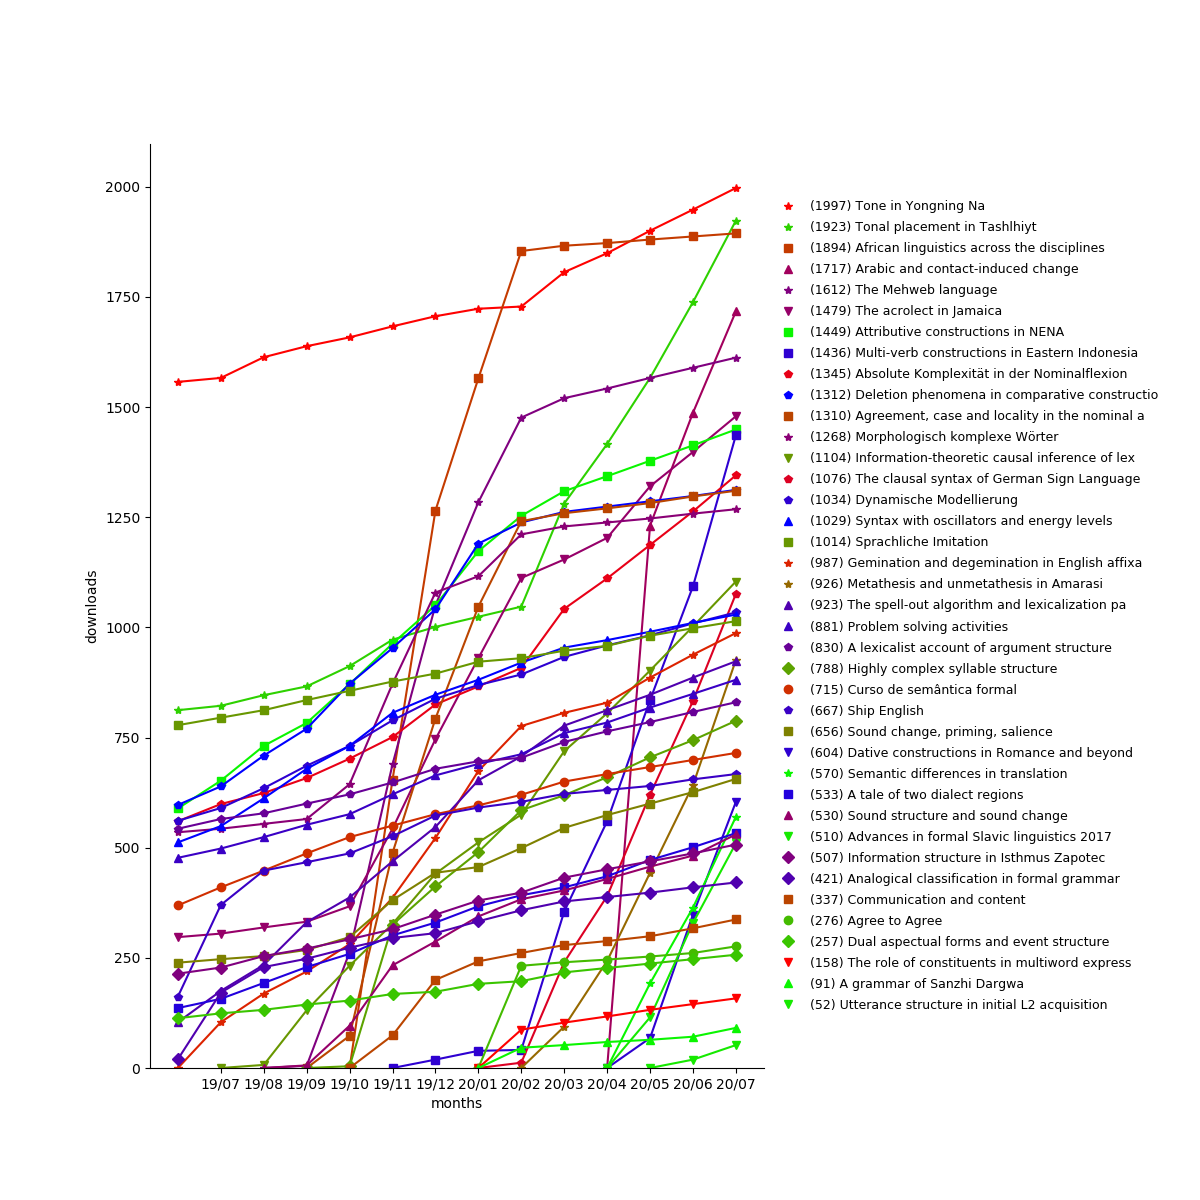 2000
1750
1500
1250
1000
750
500
250
0
downloads
19/07 19/08 19/09 19/10 19/11 19/12 20/01 20/02 20/03 20/04 20/05 20/06 20/07
months
(1997) Tone in Yongning Na
(1923) Tonal placement in Tashlhiyt
(1894) African linguistics across the disciplines
(1717) Arabic and contact-induced change
(1612) The Mehweb language
(1479) The acrolect in Jamaica
(1449) Attributive constructions in NENA
(1436) Multi-verb constructions in Eastern Indonesia
(1345) Absolute Komplexität in der Nominalflexion
(1312) Deletion phenomena in comparative constructio
(1310) Agreement, case and locality in the nominal a
(1268) Morphologisch komplexe Wörter
(1104) Information-theoretic causal inference of lex
(1076) The clausal syntax of German Sign Language
(1034) Dynamische Modellierung
(1029) Syntax with oscillators and energy levels
(1014) Sprachliche Imitation
(987) Gemination and degemination in English affixa
(926) Metathesis and unmetathesis in Amarasi
(923) The spell-out algorithm and lexicalization pa
(881) Problem solving activities
(830) A lexicalist account of argument structure
(788) Highly complex syllable structure
(715) Curso de semântica formal
(667) Ship English
(656) Sound change, priming, salience
(604) Dative constructions in Romance and beyond
(570) Semantic differences in translation
(533) A tale of two dialect regions
(530) Sound structure and sound change
(510) Advances in formal Slavic linguistics 2017
(507) Information structure in Isthmus Zapotec
(421) Analogical classification in formal grammar
(337) Communication and content
(276) Agree to Agree
(257) Dual aspectual forms and event structure
(158) The role of constituents in multiword express
(91) A grammar of Sanzhi Dargwa
(52) Utterance structure in initial L2 acquisition